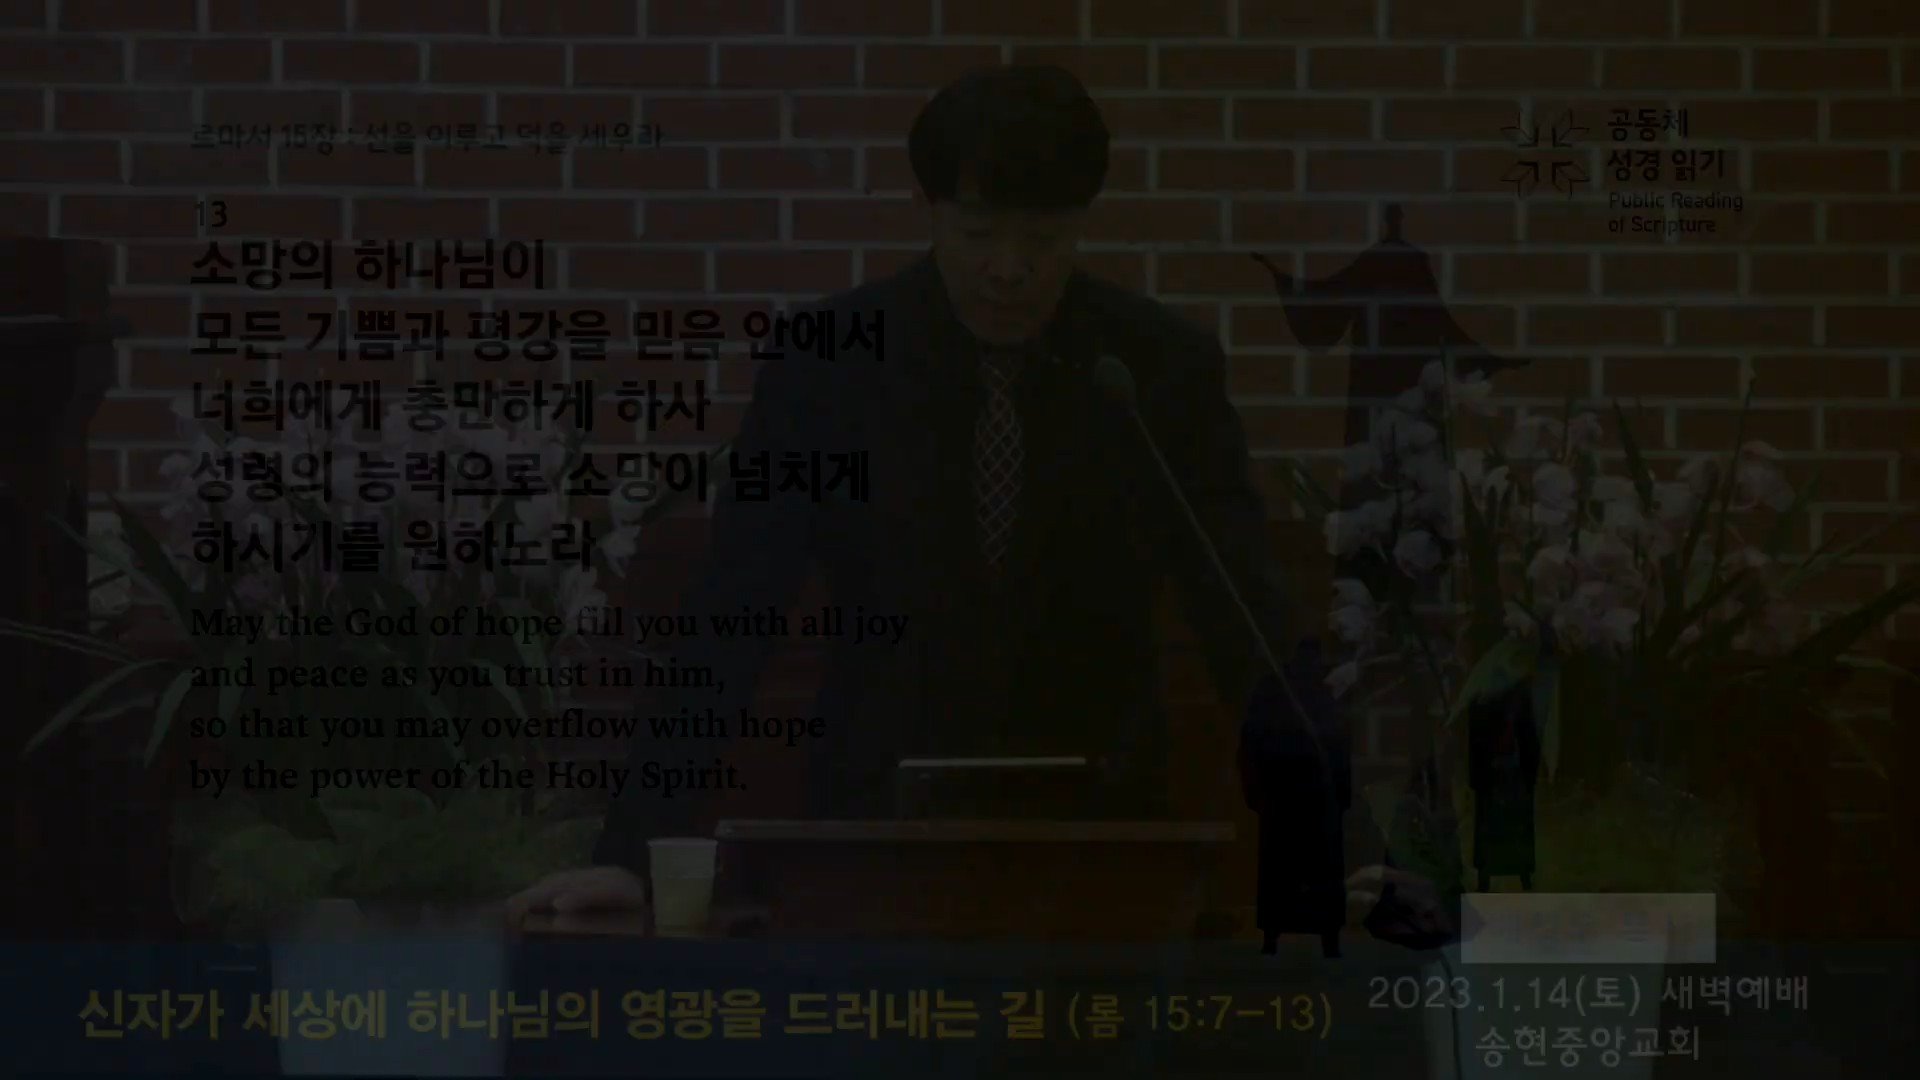 로마서 15장 : 선을 이루고 덕을 세우라
공동체
성경 읽기
Public Reading
of Scripture
13
소망의 하나님이
모든 기쁨과 평강을 믿음 안에서
너희에게 충만하게 하사
성령의 능력으로 소망이 넘치게
하시기를 원하노라
May the God of hope fill you with all joy
and peace as you trust in him,
so that you may overflow with hope
by the power of the Holy Spirit.
신자가 세상에 하나님의 영광을 드러내는 길 (롬 15:7-13)
2023.1.14(토) 새벽예배
송현중앙교회